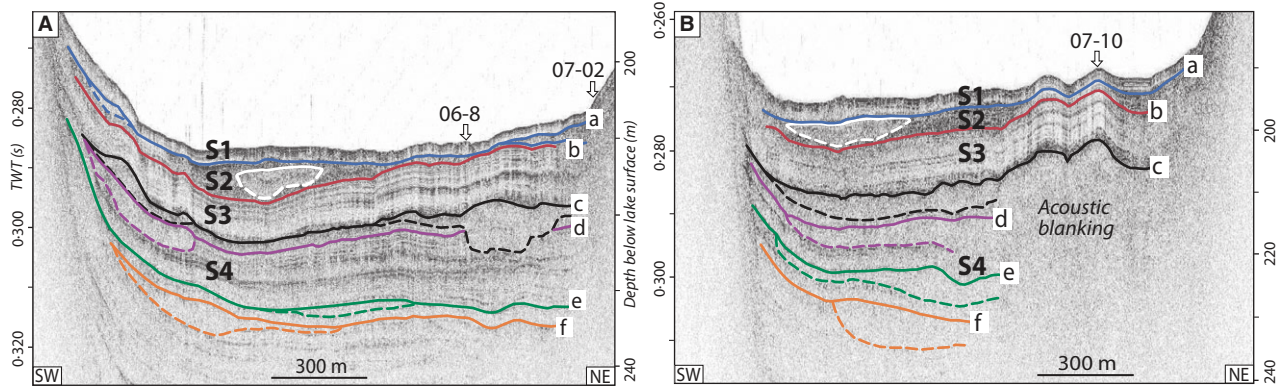 A
0·280
0·300
0·320
TWT (s)
S1
S2
S3
S4
06-8
07-02
a
b
c
d
e
f
300 m
SW
NE
200
220
240
Depth below lake surface (m)
B
0·260
0·280
0·300
S1
S2
S3
S4
07-10
a
b
c
d
e
f
Acoustic
blanking
300 m
SW
NE
200
220
240